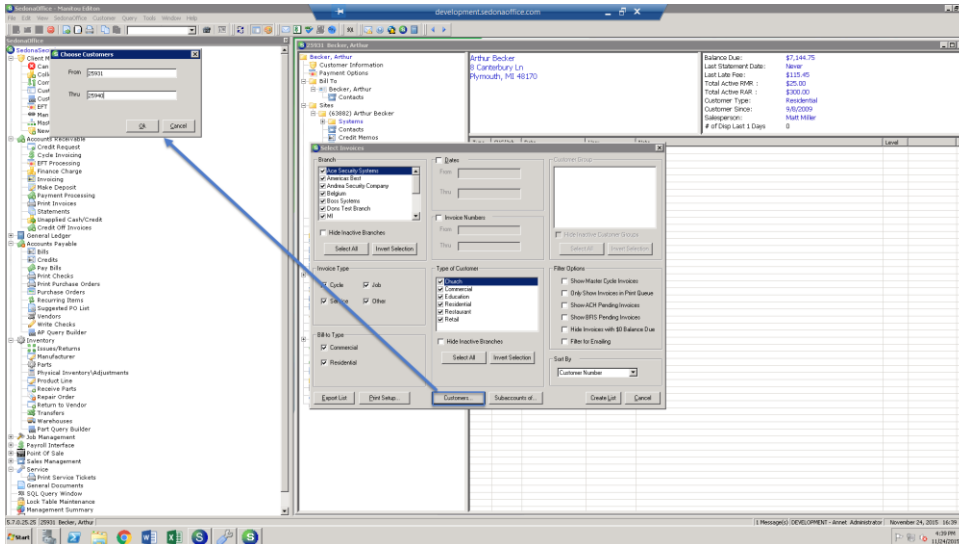 SedonaOffice - Manitou Editor
development.sedonaoffice.com
File Edit View SedonaOffice Customer Query Tools Window Help
SedonaOffice
Choose Customers
From 25931
Thru 25940
Ok Cancel
Accounts Receivable
Credit Request
Cycle Invoicing
EFT Processing
Finance Charge
Invoicing
Make Deposit
Payment Processing
Print Invoices
Statements
Unapplied Cash/Credit
Credit Off Invoices
General Ledger
Accounts Payable
Bills
Credits
Pay Bills
Print Checks
Print Purchase Orders
Purchase Orders
Recurring Items
Suggested PO List
Vendors
Write Checks
AP Query Builder
Inventory
Issues/Returns
Manufacturer
Parts
Physical Inventory\Adjustments
Product Line
Receive Parts
Repair Order
Return to Vendor
Transfers
Warehouses
Part Query Builder
Job Management
Payroll Interface
Point Of Sale
Sales Management
Service
Print Service Tickets
General Documents
SQL Query Window
Lock Table Maintenance
Management Summary
25931 Becker, Arthur
Becker, Arthur
Customer Information
Payment Options
Bill To
Becker, Arthur
Contacts
Sites
(63882) Arthur Becker
Systems
Contacts
Credit Memos
Arthur Becker
8 Canterbury Ln
Plymouth, MI 48170
Balance Due: $7,144.75
Last Statement Date: Never
Last Late Fee: $115.45
Total Active RMR : $25.00
Total Active RAR : $300.00
Customer Type: Residential
Customer Since: 9/8/2009
Salesperson: Matt Miller
# of Disp Last 1 Days 0
Level
Select Invoices
Branch
Ace Security Systems
Americas Best
Andrea Security Company
Belgium
Boss Systems
Dons Test Branch
MI
Hide Inactive Branches
Select All Invert Selection
Dates
From
Thru
Invoice Numbers
From
Thru
Customer Group
Hide Inactive Customer Groups
Select All Invert Selection
Invoice Type
Cycle Job
Service Other
Bill-to Type
Commercial
Residential
Type of Customer
Church
Commercial
Education
Residential
Restaurant
Retail
Hide Inactive Branches
Select All Invert Selection
Filter Options
Show Master Cycle Invoices
Only Show Invoices in Print Queue
Show ACH Pending Invoices
Show BIRS Pending Invoices
Hide Invoices with $0 Balance Due
Filter for Emailing
Sort By
Customer Number
Export List Print Setup... Customers... Subaccounts of... Create List Cancel
5.7.0.25.25 25931 Becker, Arthur
1 Message(s) DEVELOPMENT - Annet Administrator November 24, 2015 16:39
Start
4:39 PM
11/24/2015